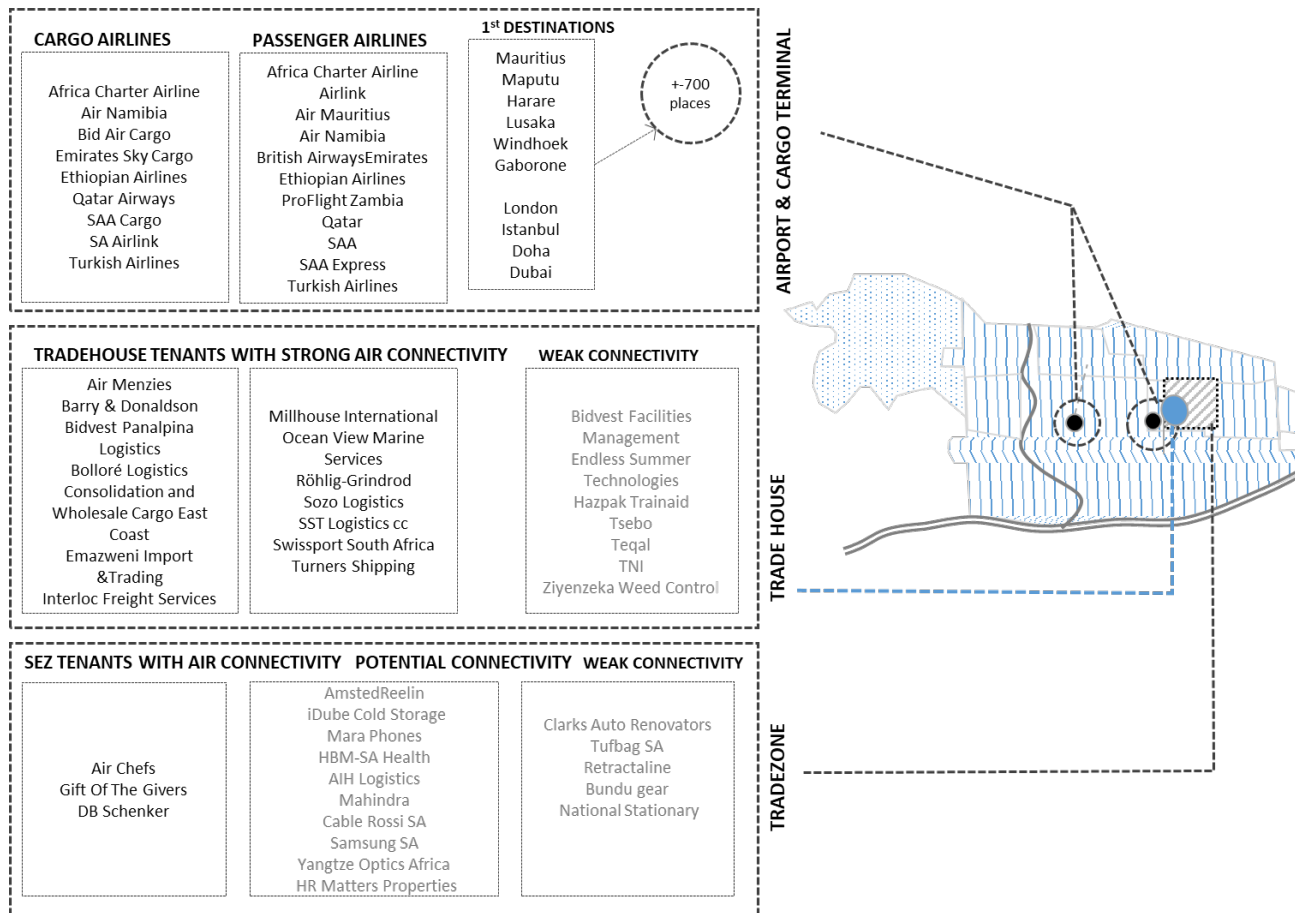 CARGO AIRLINES
Africa Charter Airline
Air Namibia
Bid Air Cargo
Emirates Sky Cargo
Ethiopian Airlines
Qatar Airways
SAA Cargo
SA Airlink
Turkish Airlines
PASSENGER AIRLINES
Africa Charter Airline
Airlink
Air Mauritius
Air Namibia
British AirwaysEmirates
Ethiopian Airlines
ProFlight Zambia
Qatar
SAA
SAA Express
Turkish Airlines
1st DESTINATIONS
Mauritius
Maputu
Harare
Lusaka
Windhoek
Gaborone
London
Istanbul
Doha
Dubai
+-700
places
AIRPORT & CARGO TERMINAL
TRADEHOUSE TENANTS WITH STRONG AIR CONNECTIVITY
Air Menzies
Barry & Donaldson
Bidvest Panalpina
Logistics
Bolloré Logistics
Consolidation and
Wholesale Cargo East
Coast
Emazweni Import
&Trading
Interloc Freight Services
Millhouse International
Ocean View Marine
Services
Röhlig-Grindrod
Sozo Logistics
SST Logistics cc
Swissport South Africa
Turners Shipping
WEAK CONNECTIVITY
Bidvest Facilities
Management
Endless Summer
Technologies
Hazpak Trainaid
Tsebo
Teqal
TNI
Ziyenzeka Weed Control
TRADE HOUSE
SEZ TENANTS WITH AIR CONNECTIVITY
Air Chefs
Gift Of The Givers
DB Schenker
POTENTIAL CONNECTIVITY
AmstedReelin
iDube Cold Storage
Mara Phones
HBM-SA Health
AIH Logistics
Mahindra
Cable Rossi SA
Samsung SA
Yangtze Optics Africa
HR Matters Properties
WEAK CONNECTIVITY
Clarks Auto Renovators
Tufbag SA
Retractaline
Bundu gear
National Stationary
TRADEZONE